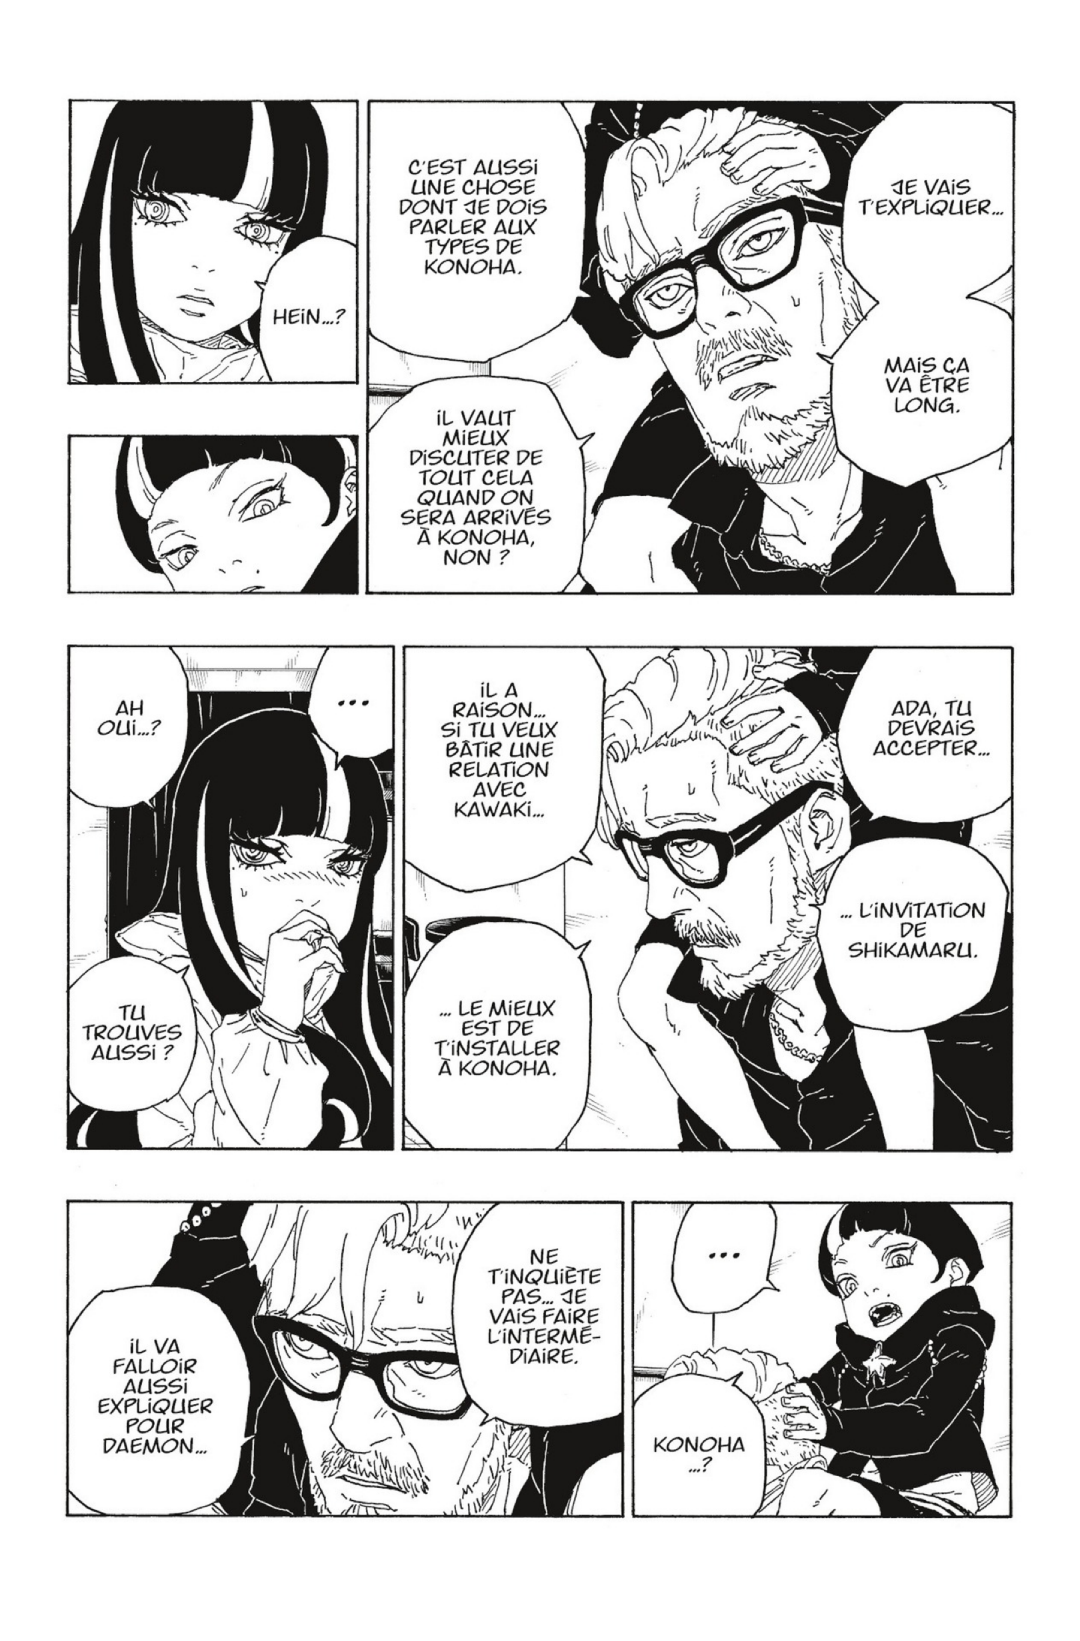 JE VAIS
T'EXPLIQUER...
MAIS ÇA
VA ÊTRE
LONG.
C'EST AUSSI
UNE CHOSE
DONT JE DOIS
PARLER AUX
TYPES DE
KONOHA.
IL VAUT
MIEUX
DISCUTER DE
TOUT CELA
QUAND ON
SERA ARRIVÉS
À KONOHA,
NON ?
HEIN...?
ADA, TU
DEVRAIS
ACCEPTER...
... L'INVITATION
DE
SHIKAMARU.
IL A
RAISON...
SI TU VEUX
BÂTIR UNE
RELATION
AVEC
KAWAKI...
... LE MIEUX
EST DE
T'INSTALLER
À KONOHA.
...
AH
OUI...?
TU
TROUVES
AUSSI ?
...
KONOHA
...?
NE
T'INQUIÈTE
PAS... JE
VAIS FAIRE
L'INTERMÉ-
DIAIRE.
IL VA
FALLOIR
AUSSI
EXPLIQUER
POUR
DAEMON...